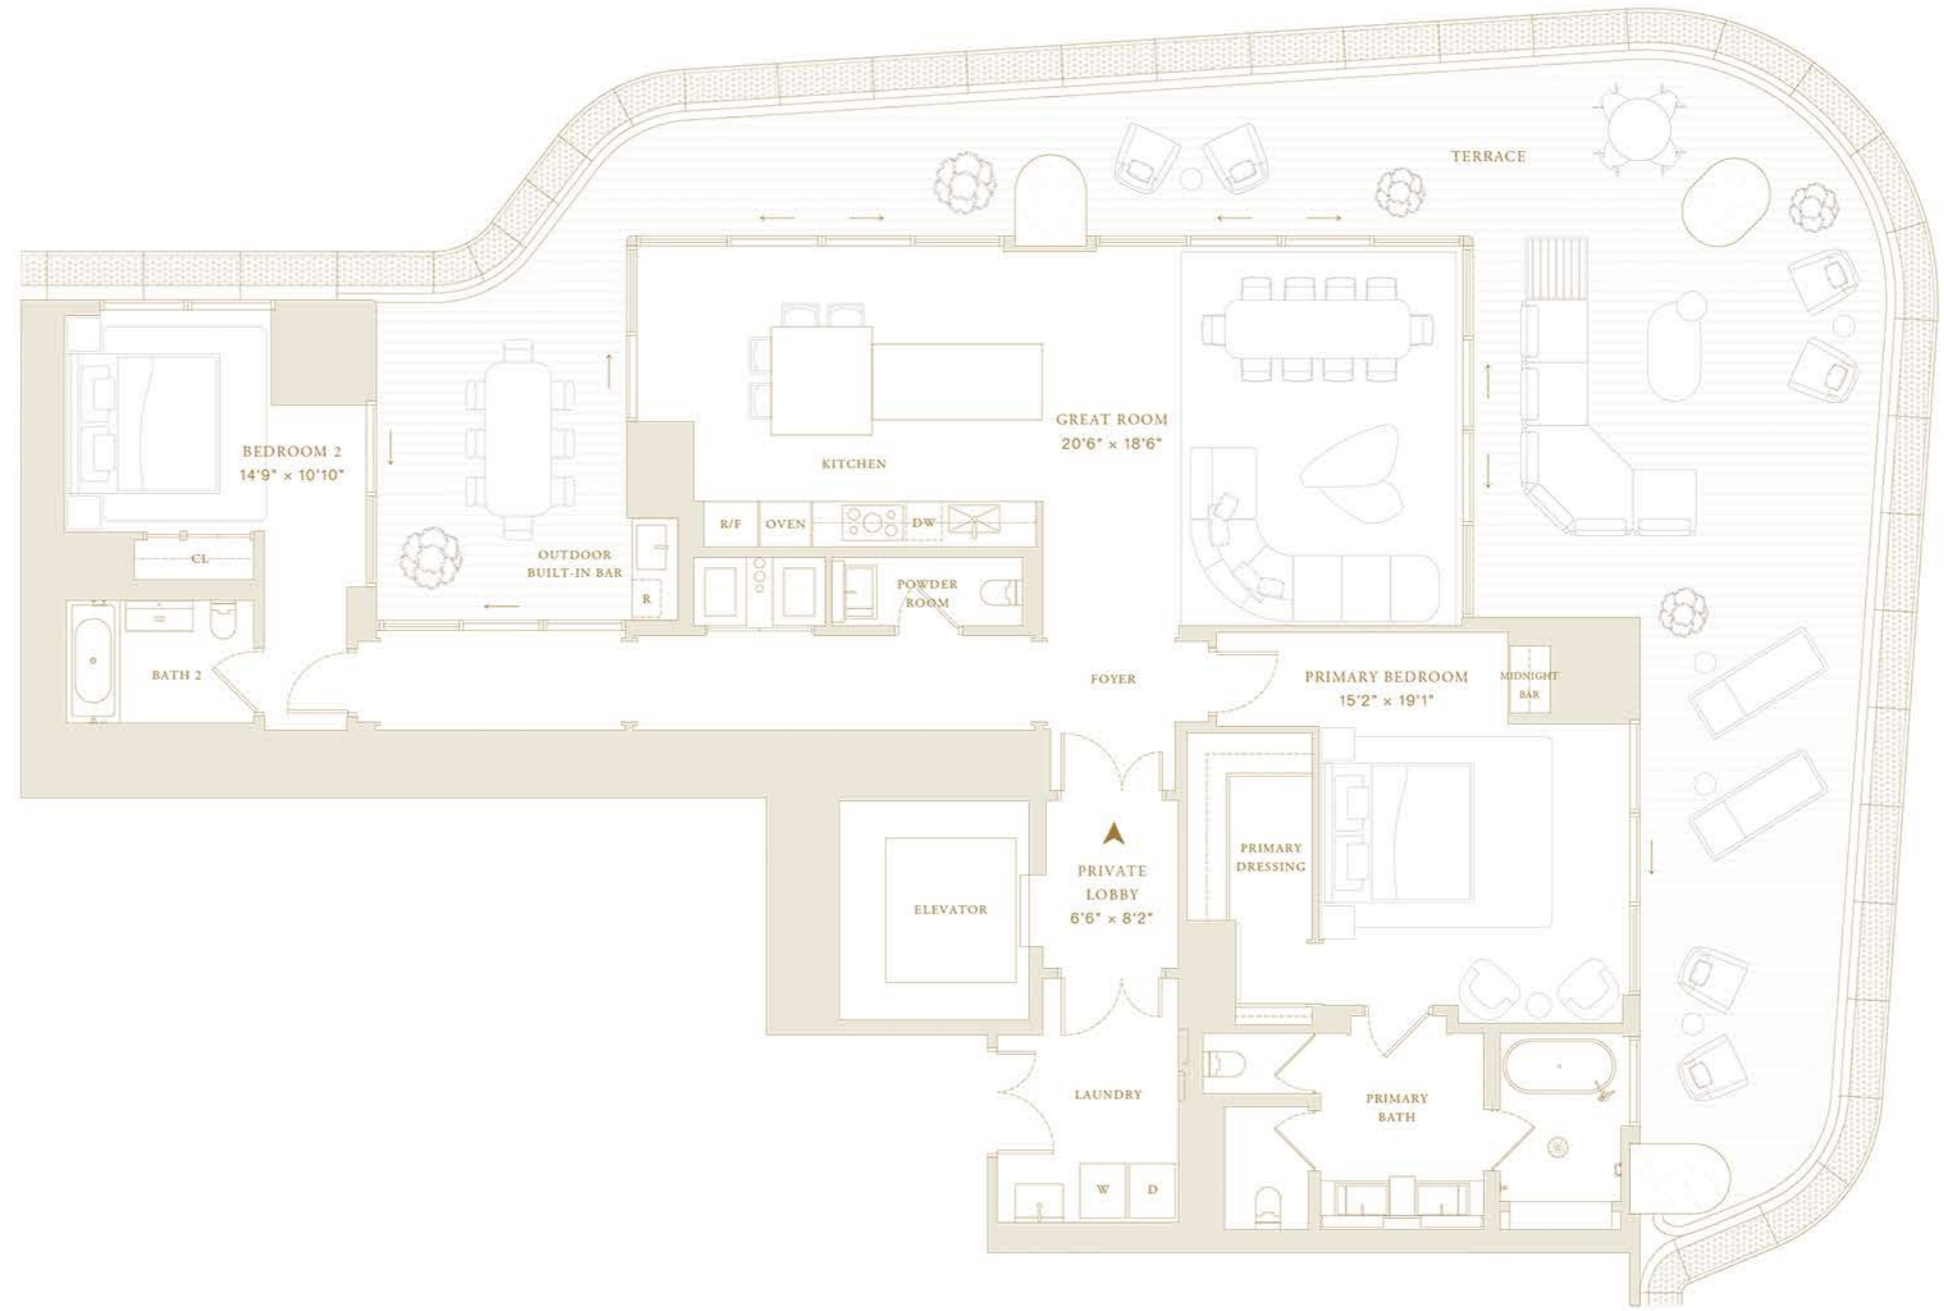 TERRACE
BEDROOM 2
14'9" × 10'10"
CL
BATH 2
OUTDOOR
BUILT-IN BAR
R
KITCHEN
R/F
OVEN
DW
POWDER
ROOM
GREAT ROOM
20'6" × 18'6"
FOYER
PRIMARY BEDROOM
15'2" × 19'1"
MIDNIGHT
BAR
PRIMARY
DRESSING
ELEVATOR
PRIVATE
LOBBY
6'6" × 8'2"
LAUNDRY
W
D
PRIMARY
BATH